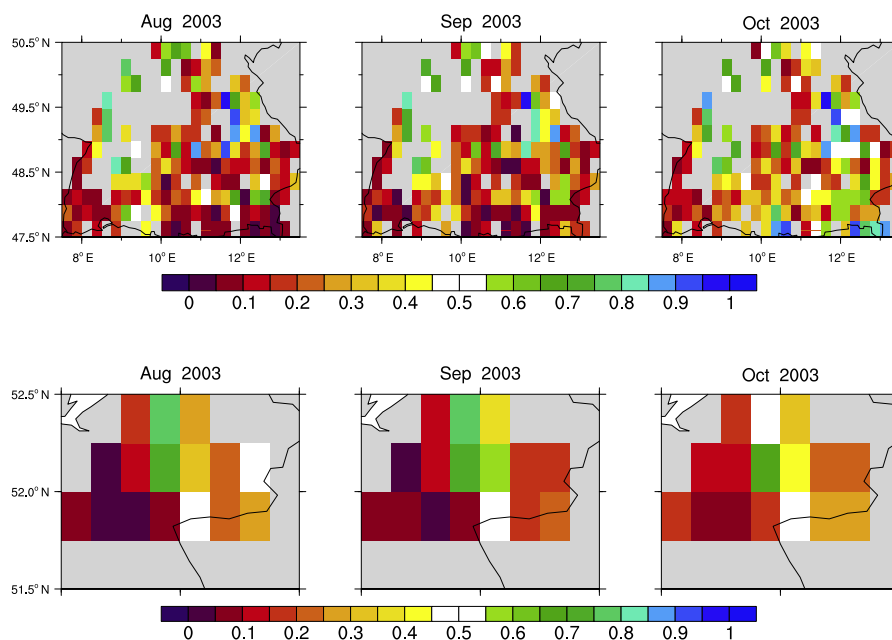 Aug 2003 Sep 2003 Oct 2003
50.5° N
49.5° N
48.5° N
47.5° N
8° E 10° E 12° E 8° E 10° E 12° E 8° E 10° E 12° E
0 0.1 0.2 0.3 0.4 0.5 0.6 0.7 0.8 0.9 1
Aug 2003 Sep 2003 Oct 2003
52.5° N
52.0° N
51.5° N
0 0.1 0.2 0.3 0.4 0.5 0.6 0.7 0.8 0.9 1